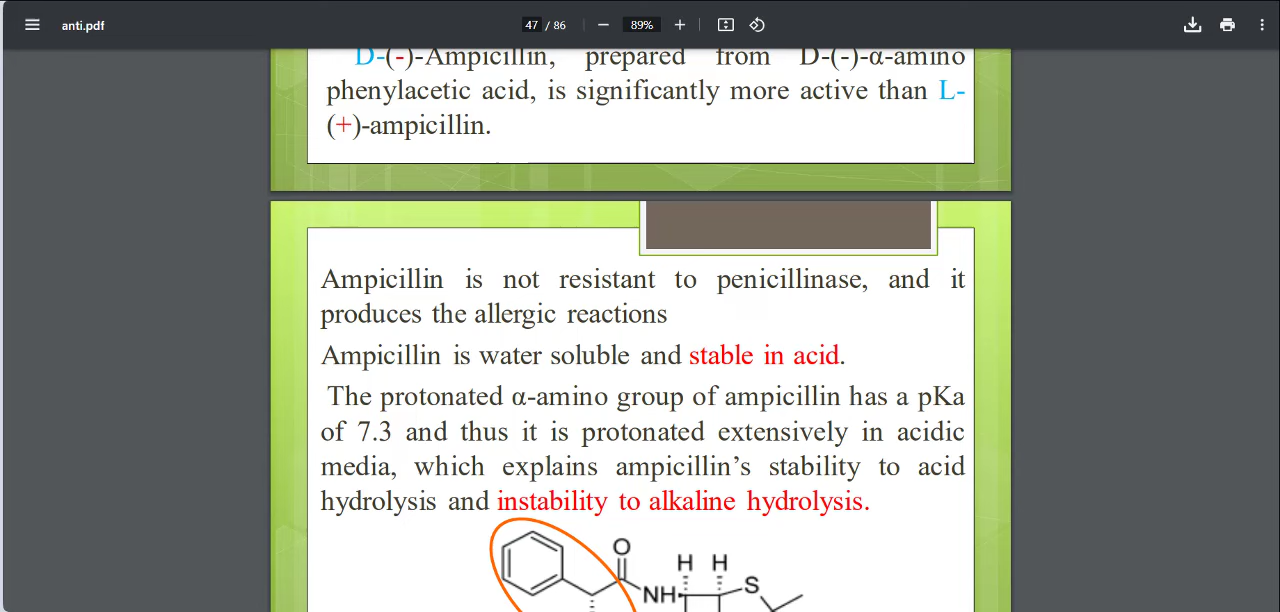 anti.pdf
47 / 86
89%
D-(-)-Ampicillin, prepared from D-(-)-α-amino
phenylacetic acid, is significantly more active than L-
(+)-ampicillin.
Ampicillin is not resistant to penicillinase, and it
produces the allergic reactions
Ampicillin is water soluble and stable in acid.
The protonated α-amino group of ampicillin has a pKa
of 7.3 and thus it is protonated extensively in acidic
media, which explains ampicillin’s stability to acid
hydrolysis and instability to alkaline hydrolysis.
O
H H
S
NH